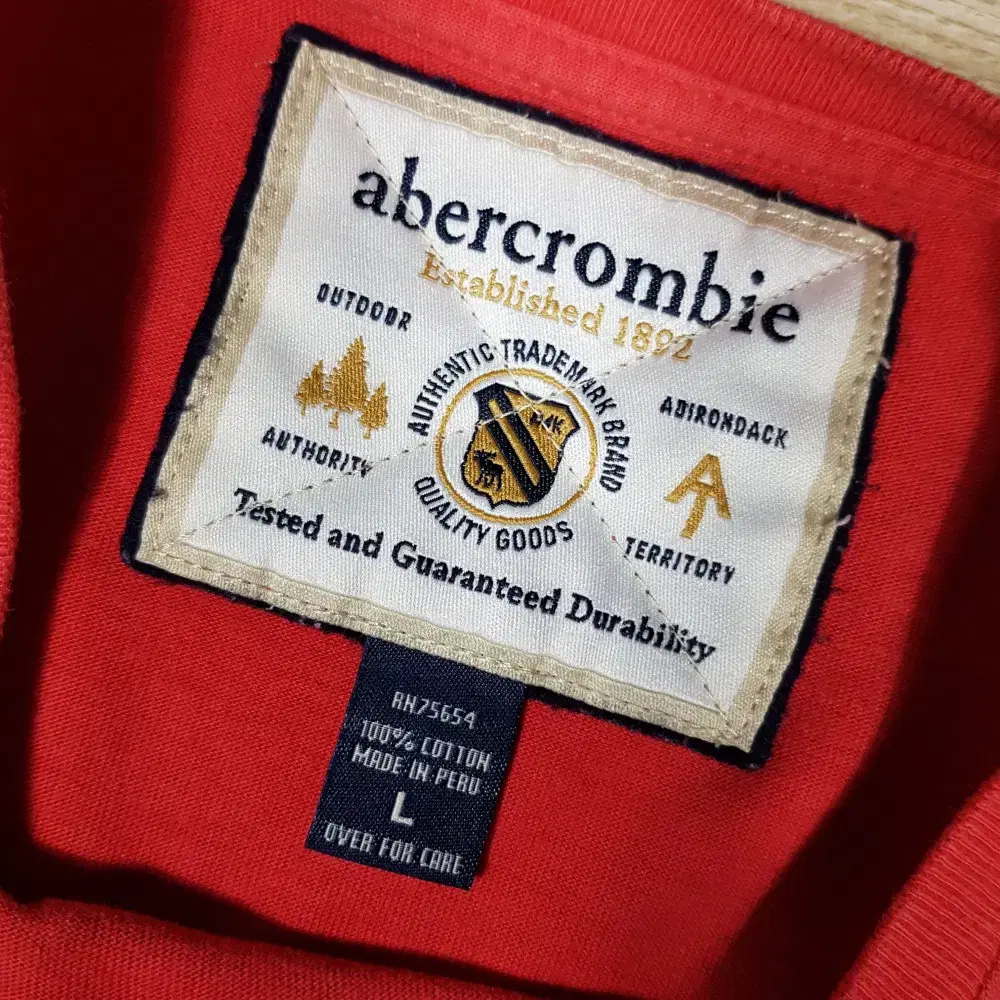 abercrombie
Established 1892
OUTDOOR
AUTHORITY
AUTHENTIC TRADEMARK BRAND
QUALITY GOODS
ADIRONDACK
TERRITORY
Tested and Guaranteed Durability
RN75654
100% COTTON
MADE IN PERU
L
OVER FOR CARE